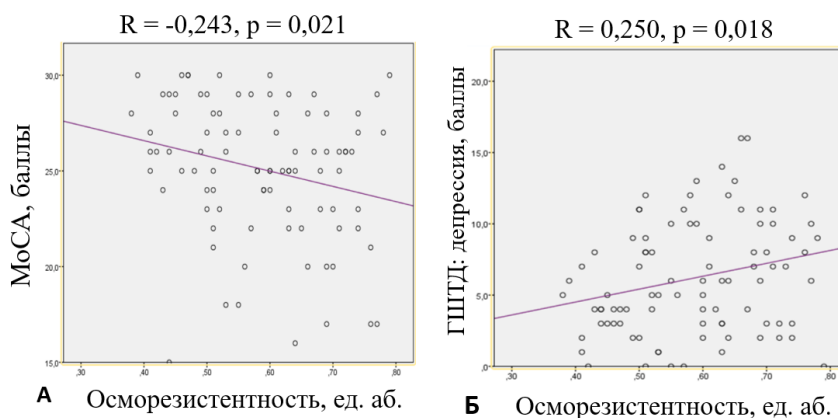 R = -0,243, p = 0,021
МоСА, баллы
30,0
25,0
20,0
15,0
,30 ,40 ,50 ,60 ,70 ,80
А Осморезистентность, ед. аб.
R = 0,250, p = 0,018
ГШТД: депрессия, баллы
20,0
15,0
10,0
5,0
,0
,30 ,40 ,50 ,60 ,70 ,80
Б Осморезистентность, ед. аб.